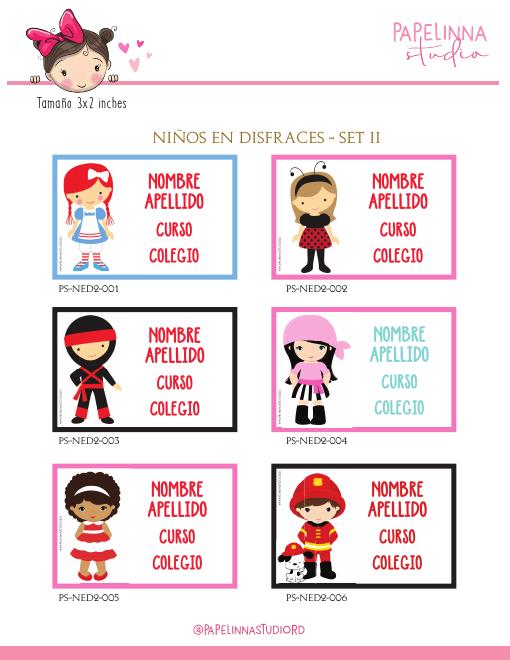 PAPELINNA
studio
Tamaño 3x2 inches
NIÑOS EN DISFRACES - SET II
NOMBRE
APELLIDO
CURSO
COLEGIO
PS-NED2-001
NOMBRE
APELLIDO
CURSO
COLEGIO
PS-NED2-002
NOMBRE
APELLIDO
CURSO
COLEGIO
PS-NED2-003
NOMBRE
APELLIDO
CURSO
COLEGIO
PS-NED2-004
NOMBRE
APELLIDO
CURSO
COLEGIO
PS-NED2-005
NOMBRE
APELLIDO
CURSO
COLEGIO
PS-NED2-006
@PAPELINNASTUDIORD